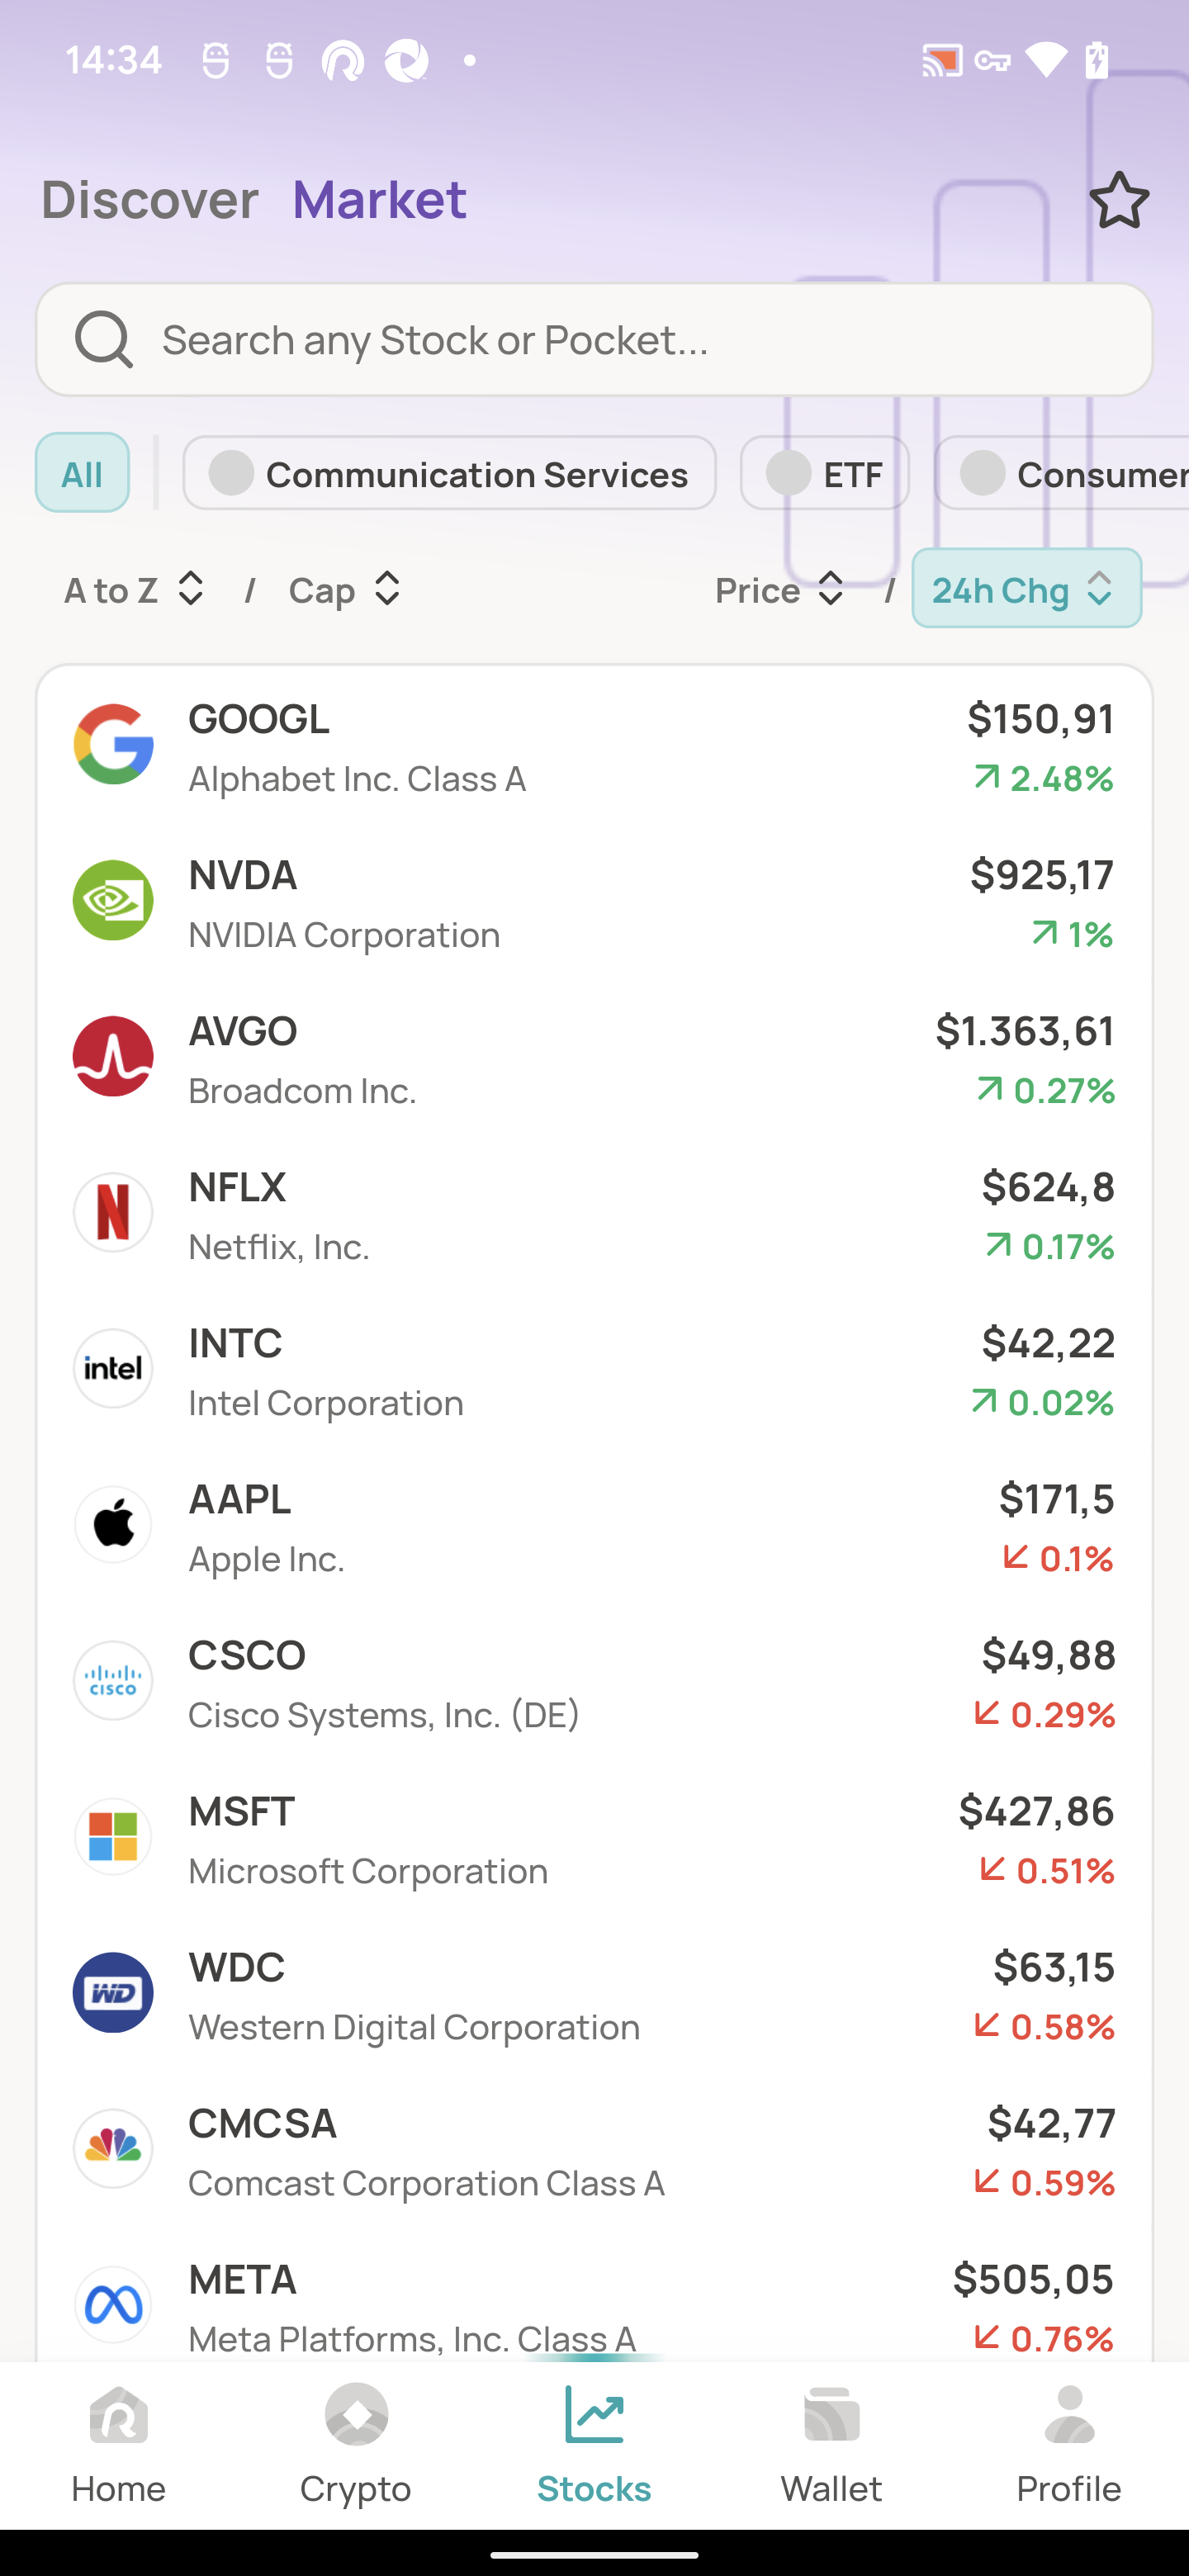 14:34
Discover Market
Search any Stock or Pocket...
All Communication Services ETF Consumer
A to Z / Cap Price / 24h Chg
GOOGL $150,91
Alphabet Inc. Class A 2.48%
NVDA $925,17
NVIDIA Corporation 1%
AVGO $1.363,61
Broadcom Inc. 0.27%
NFLX $624,8
Netflix, Inc. 0.17%
intel INTC $42,22
Intel Corporation 0.02%
AAPL $171,5
Apple Inc. 0.1%
CSCO $49,88
CISCO Cisco Systems, Inc. (DE) 0.29%
MSFT $427,86
Microsoft Corporation 0.51%
WD WDC $63,15
Western Digital Corporation 0.58%
CMCSA $42,77
Comcast Corporation Class A 0.59%
META $505,05
Meta Platforms, Inc. Class A 0.76%
Home Crypto Stocks Wallet Profile